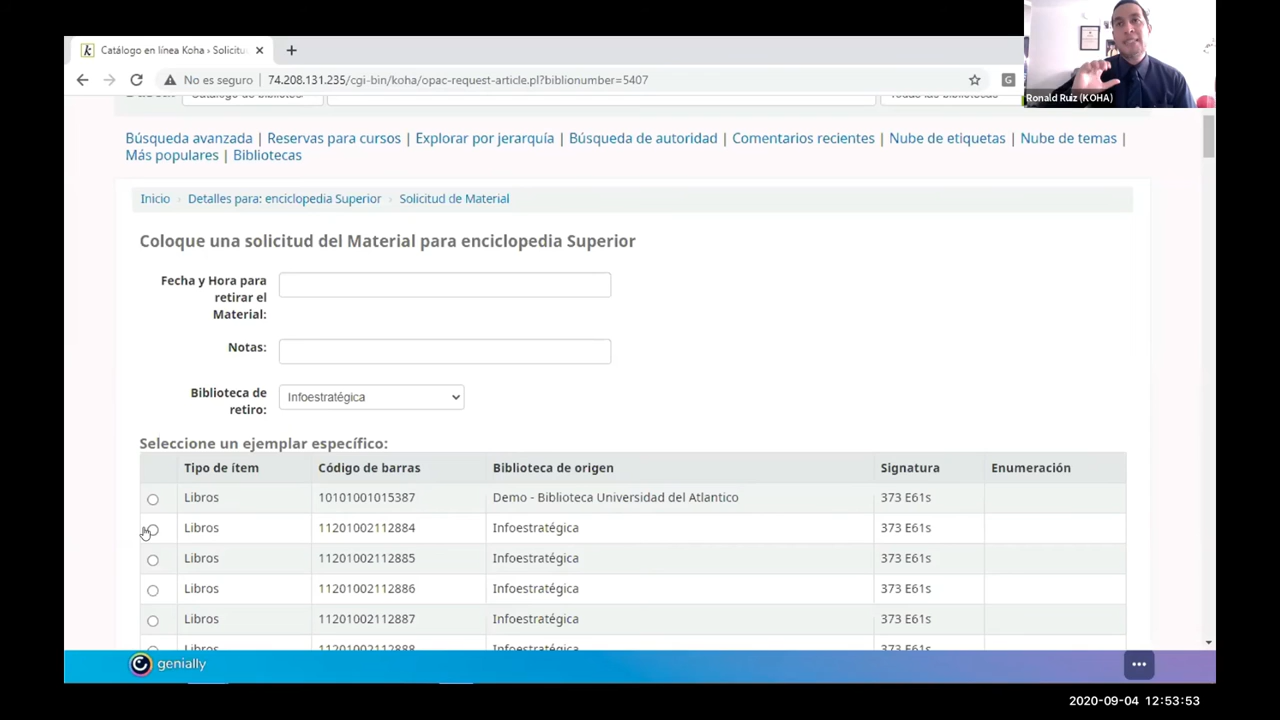 Catálogo en línea Koha › Solicitu
No es seguro | 74.208.131.235/cgi-bin/koha/opac-request-article.pl?biblionumber=5407
Ronald Ruiz (KOHA)
Búsqueda avanzada | Reservas para cursos | Explorar por jerarquía | Búsqueda de autoridad | Comentarios recientes | Nube de etiquetas | Nube de temas |
Más populares | Bibliotecas
Inicio › Detalles para: enciclopedia Superior › Solicitud de Material
Coloque una solicitud del Material para enciclopedia Superior
Fecha y Hora para
retirar el
Material:
Notas:
Biblioteca de
retiro:
Infoestratégica
Seleccione un ejemplar específico:
Tipo de ítem Código de barras Biblioteca de origen Signatura Enumeración
Libros 10101001015387 Demo - Biblioteca Universidad del Atlantico 373 E61s
Libros 11201002112884 Infoestratégica 373 E61s
Libros 11201002112885 Infoestratégica 373 E61s
Libros 11201002112886 Infoestratégica 373 E61s
Libros 11201002112887 Infoestratégica 373 E61s
Libros 11201002112888 Infoestratégica 373 E61s
genially
2020-09-04 12:53:53